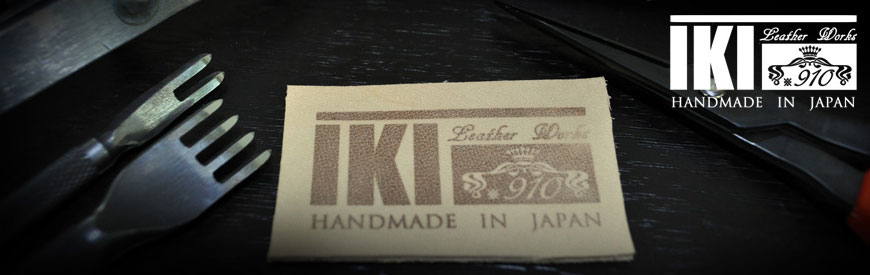 IKI
Leather Works
※910
HANDMADE IN JAPAN
IKI
Leather Works
※910
HANDMADE IN JAPAN